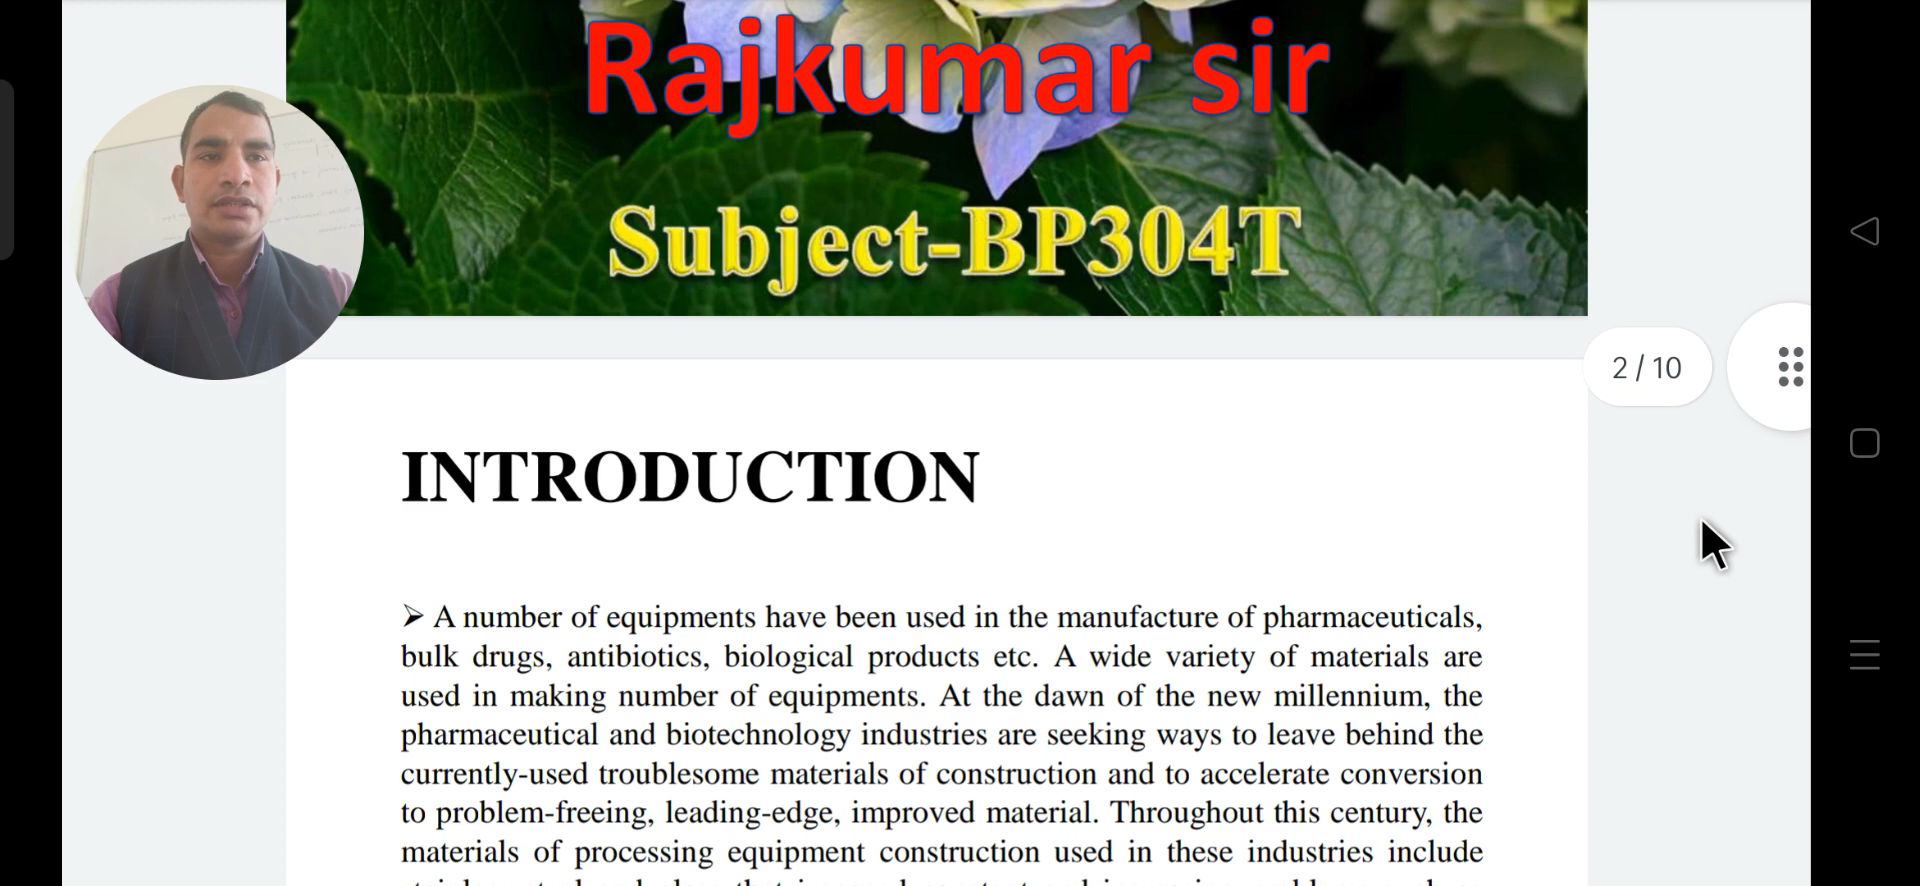 Rajkumar sir
Subject-BP304T
2 / 10
INTRODUCTION
➢ A number of equipments have been used in the manufacture of pharmaceuticals,
bulk drugs, antibiotics, biological products etc. A wide variety of materials are
used in making number of equipments. At the dawn of the new millennium, the
pharmaceutical and biotechnology industries are seeking ways to leave behind the
currently-used troublesome materials of construction and to accelerate conversion
to problem-freeing, leading-edge, improved material. Throughout this century, the
materials of processing equipment construction used in these industries include